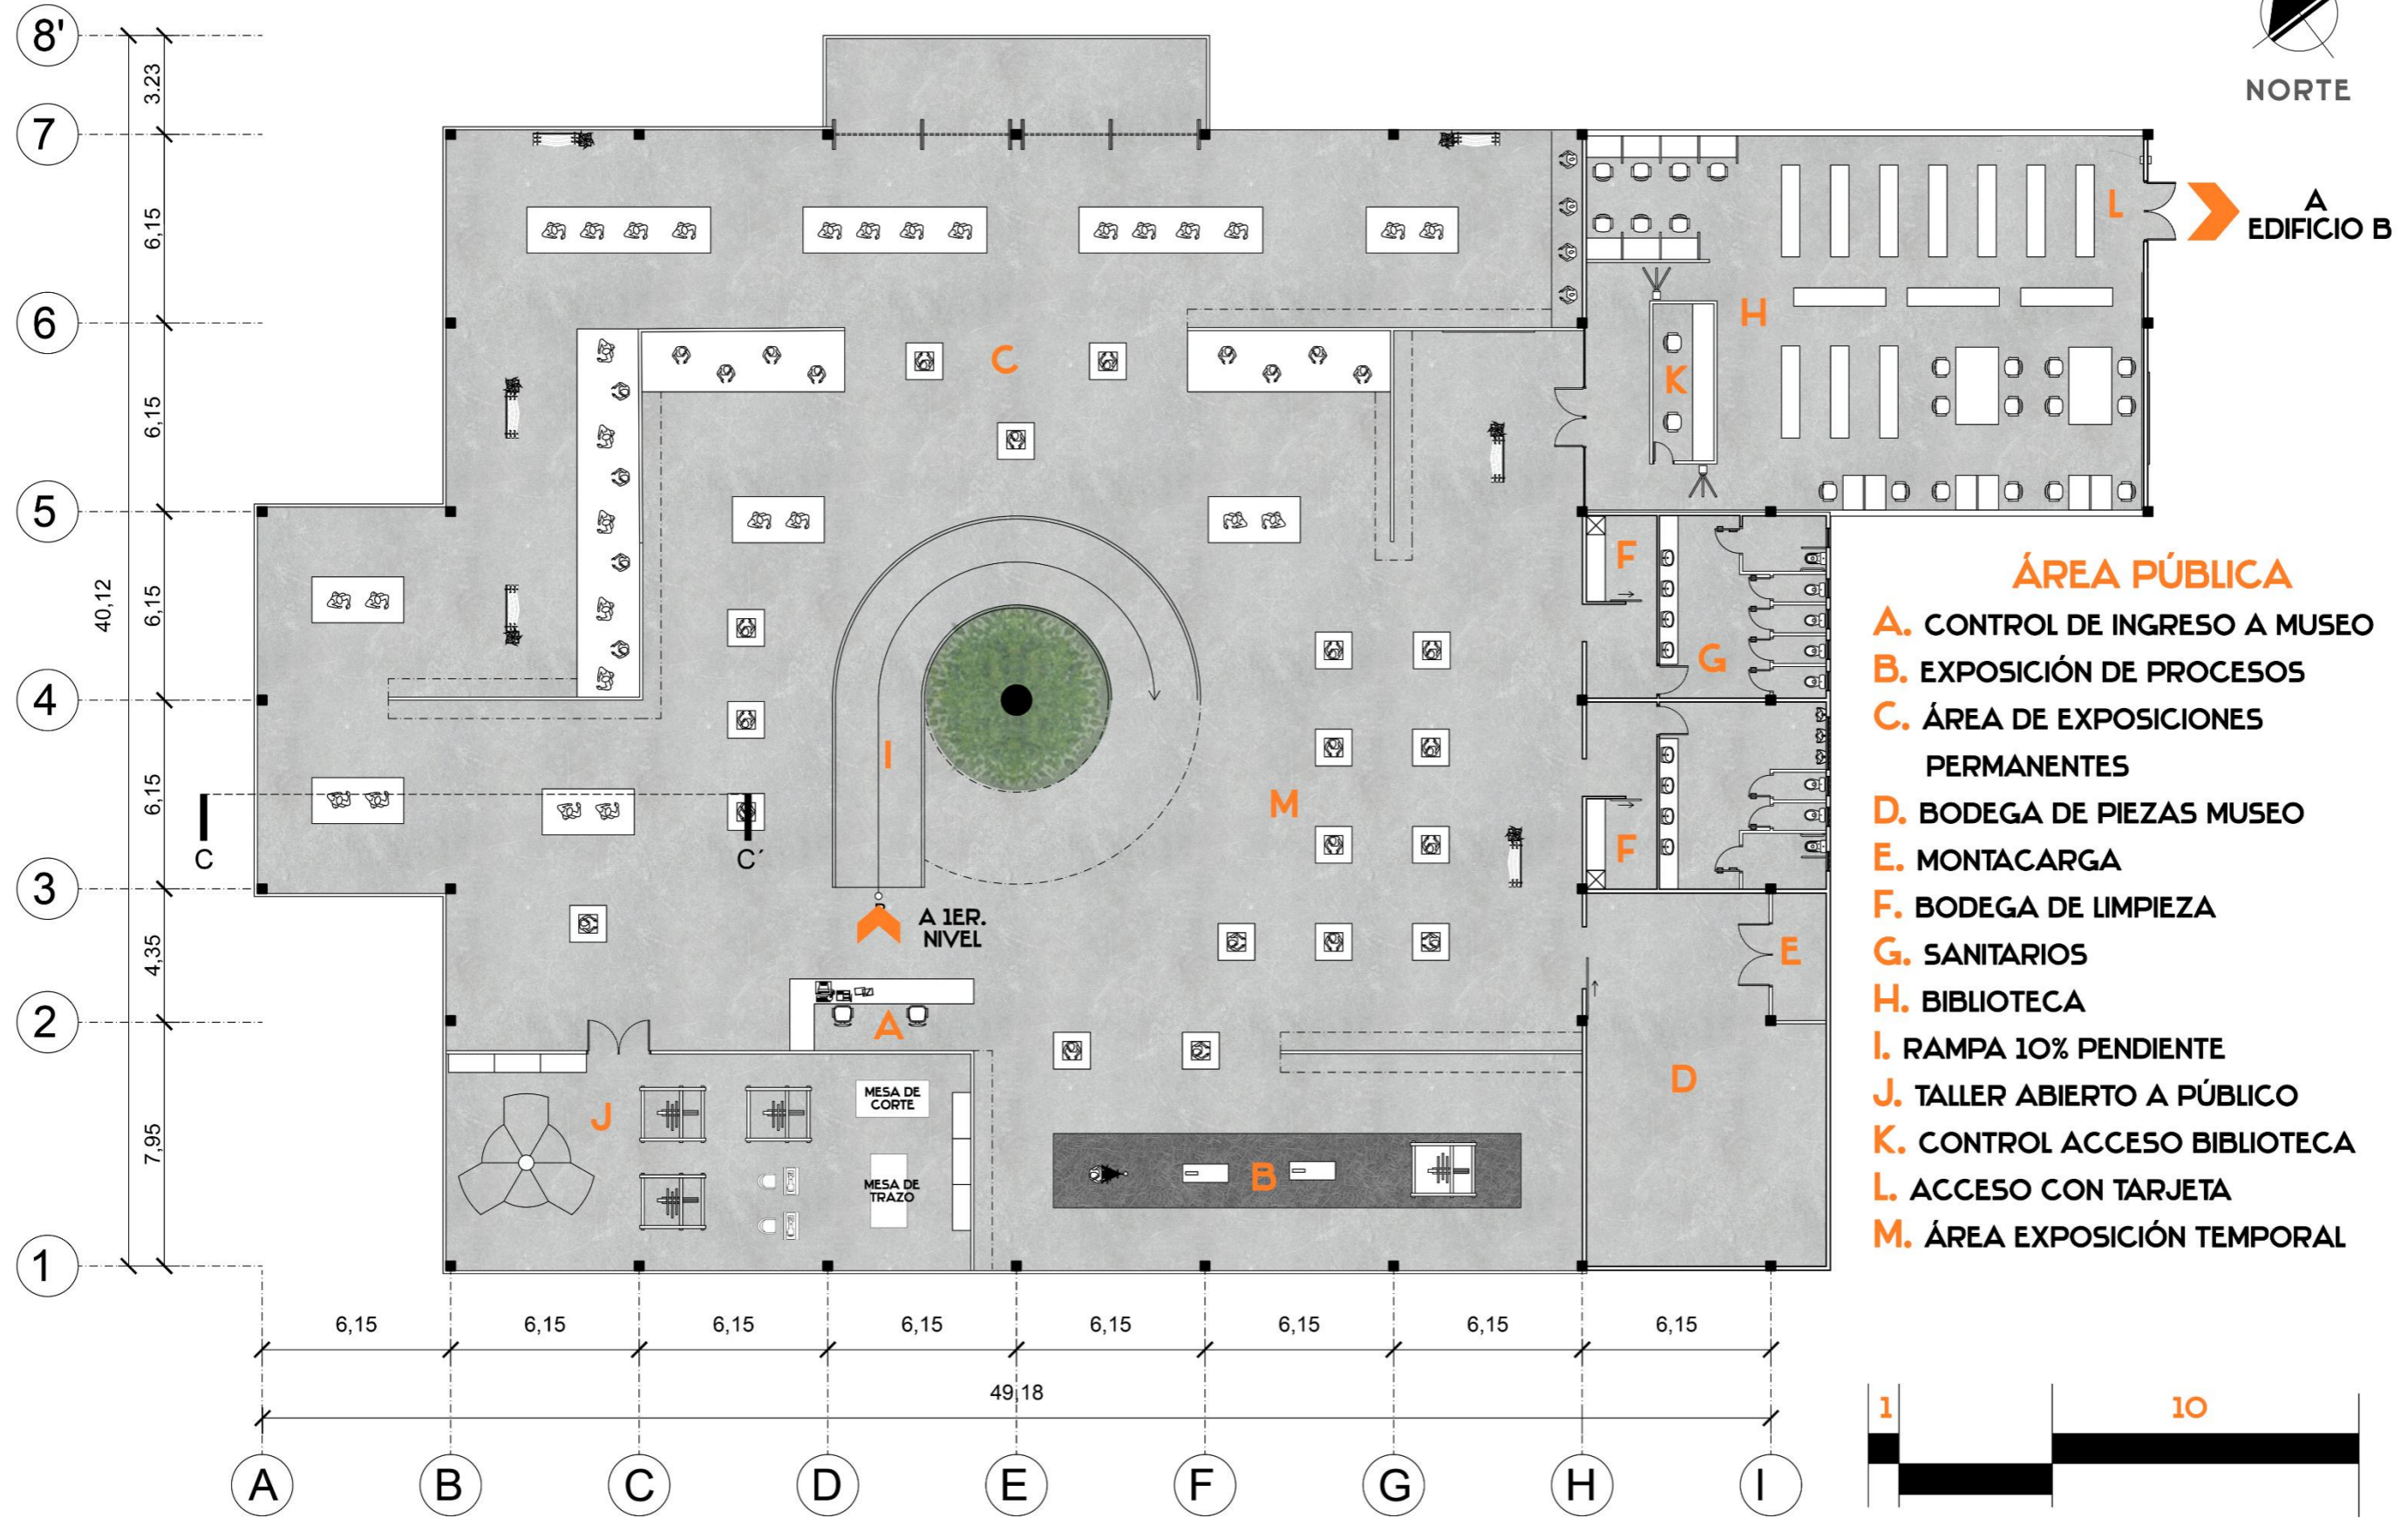 8'
7
6
5
4
3
2
1
3.23
6,15
6,15
6,15
6,15
4,35
7,95
40,12
NORTE
A
EDIFICIO B
L
H
K
C
F
G
I
M
F
C
C´
A 1ER.
NIVEL
E
A
D
J
B
MESA DE
CORTE
MESA DE
TRAZO
ÁREA PÚBLICA
A. CONTROL DE INGRESO A MUSEO
B. EXPOSICIÓN DE PROCESOS
C. ÁREA DE EXPOSICIONES
PERMANENTES
D. BODEGA DE PIEZAS MUSEO
E. MONTACARGA
F. BODEGA DE LIMPIEZA
G. SANITARIOS
H. BIBLIOTECA
I. RAMPA 10% PENDIENTE
J. TALLER ABIERTO A PÚBLICO
K. CONTROL ACCESO BIBLIOTECA
L. ACCESO CON TARJETA
M. ÁREA EXPOSICIÓN TEMPORAL
6,15 6,15 6,15 6,15 6,15 6,15 6,15 6,15
49,18
A B C D E F G H I
1 10